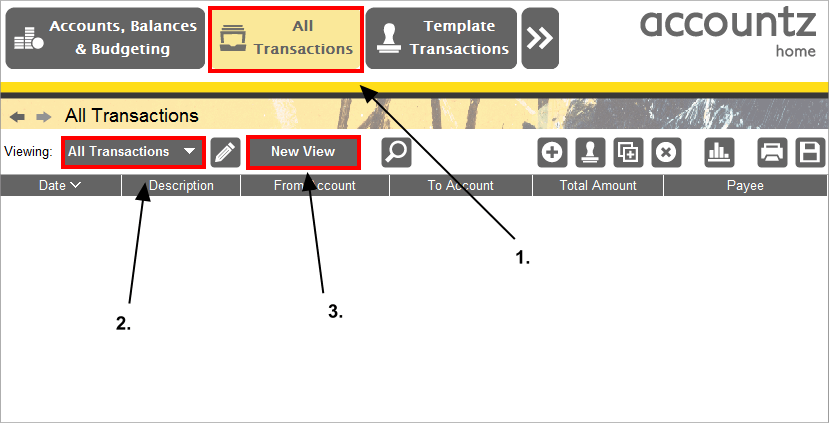 Accounts, Balances
& Budgeting
All
Transactions
Template
Transactions
accountz
home
All Transactions
Viewing:
All Transactions
New View
Date
Description
From Account
To Account
Total Amount
Payee
1.
2.
3.